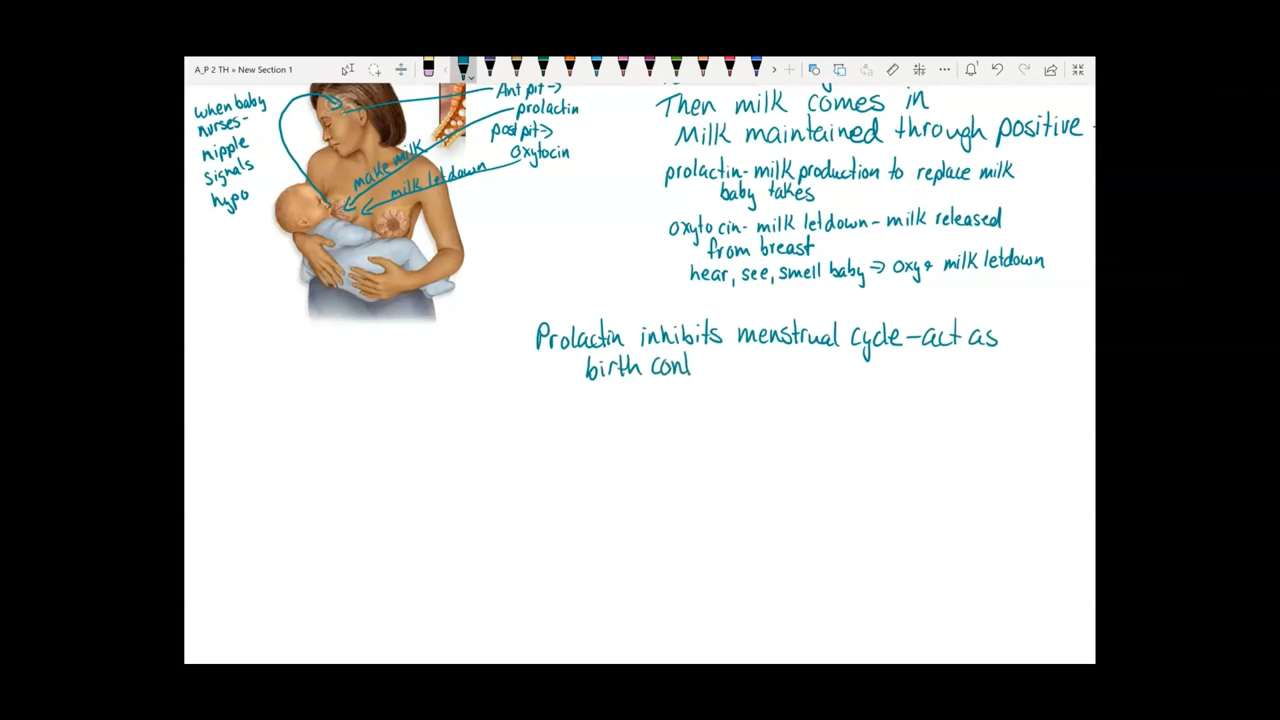 A_P 2 TH » New Section 1
when baby
nurses-
nipple
signals
hypo
Ant pit →
prolactin
post pit →
oxytocin
make milk
milk letdown
Then milk comes in
Milk maintained through positive
prolactin - milk production to replace milk
baby takes
oxytocin - milk letdown - milk released
from breast
hear, see, smell baby ⇒ oxy + milk letdown
Prolactin inhibits menstrual cycle - act as
birth cont